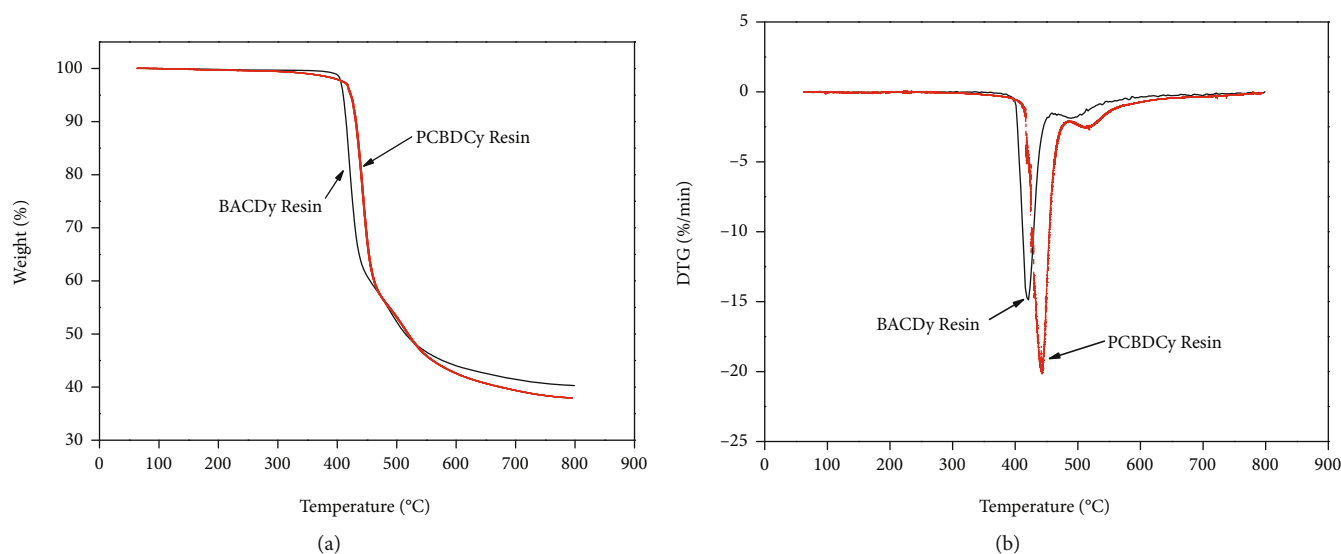 100
90
80
70
60
50
40
30
Weight (%)
PCBDCy Resin
BACDy Resin
0 100 200 300 400 500 600 700 800 900
Temperature (°C)
(a)
5
0
−5
−10
−15
−20
−25
DTG (%/min)
BACDy Resin
PCBDCy Resin
0 100 200 300 400 500 600 700 800 900
Temperature (°C)
(b)